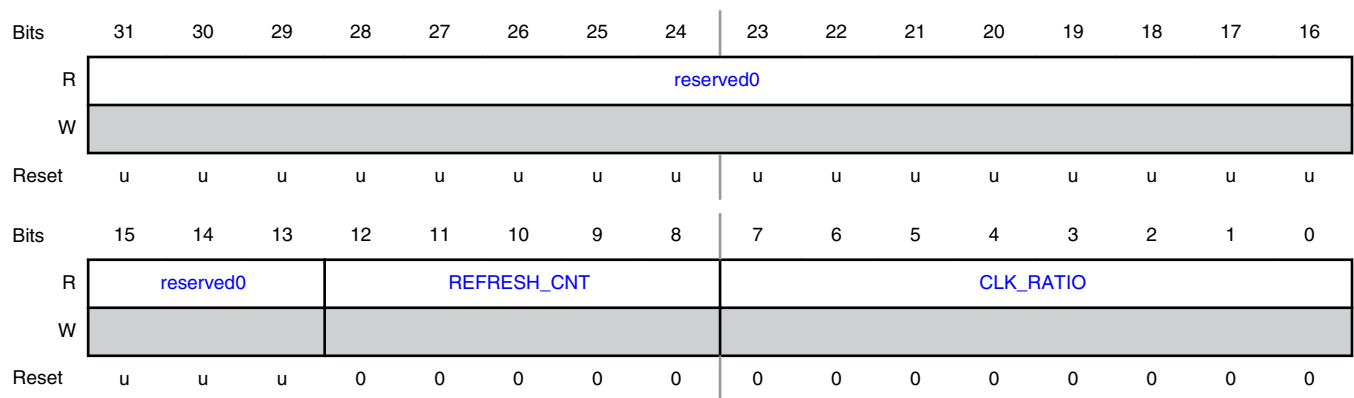 Bits 31 30 29 28 27 26 25 24 23 22 21 20 19 18 17 16
R reserved0
W
Reset u u u u u u u u u u u u u u u u
Bits 15 14 13 12 11 10 9 8 7 6 5 4 3 2 1 0
R reserved0 REFRESH_CNT CLK_RATIO
W
Reset u u u 0 0 0 0 0 0 0 0 0 0 0 0 0